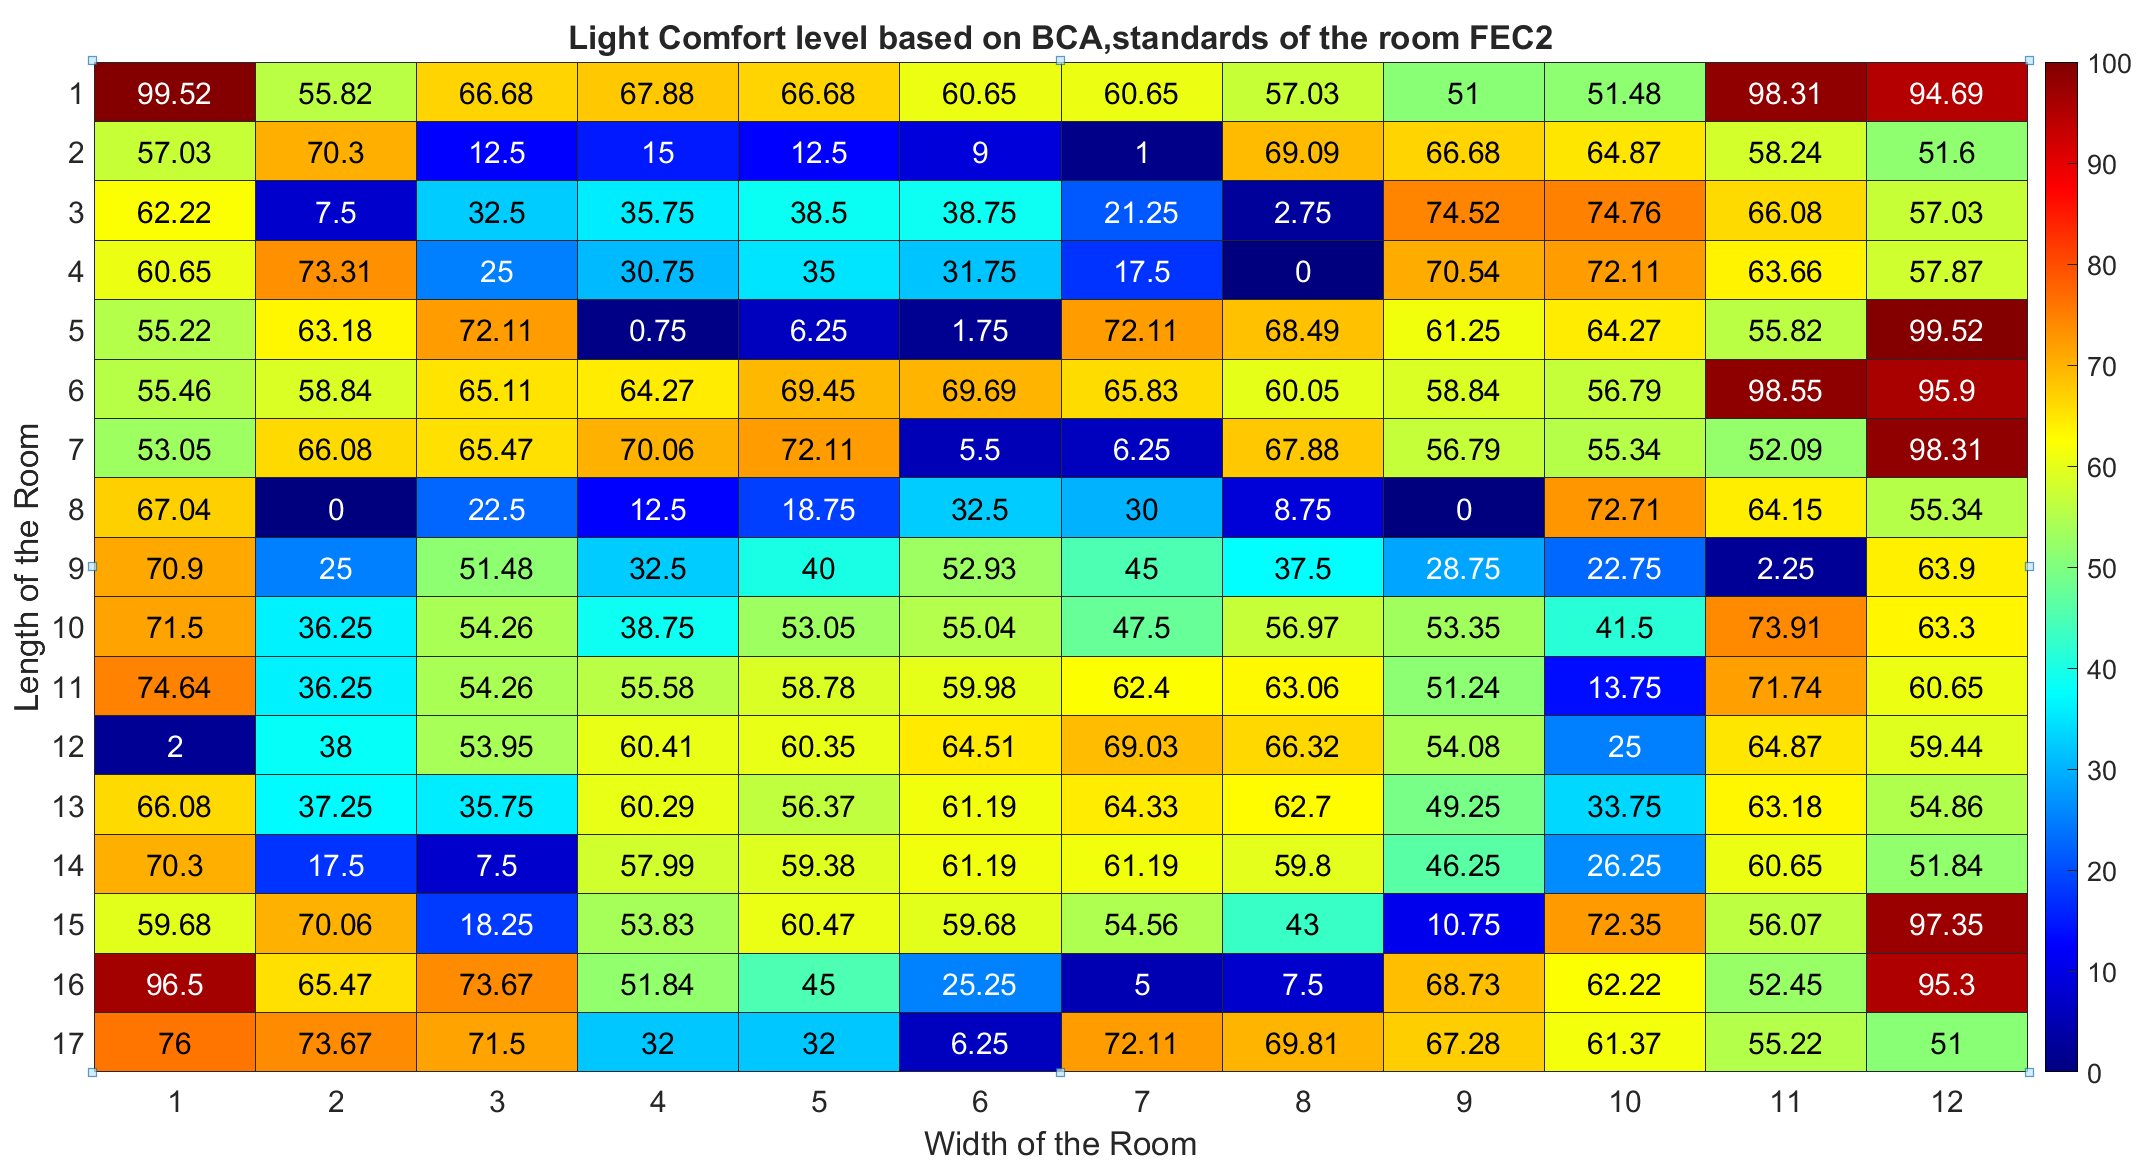 Light Comfort level based on BCA,standards of the room FEC2
1 99.52 55.82 66.68 67.88 66.68 60.65 60.65 57.03 51 51.48 98.31 94.69
2 57.03 70.3 12.5 15 12.5 9 1 69.09 66.68 64.87 58.24 51.6
3 62.22 7.5 32.5 35.75 38.5 38.75 21.25 2.75 74.52 74.76 66.08 57.03
4 60.65 73.31 25 30.75 35 31.75 17.5 0 70.54 72.11 63.66 57.87
5 55.22 63.18 72.11 0.75 6.25 1.75 72.11 68.49 61.25 64.27 55.82 99.52
6 55.46 58.84 65.11 64.27 69.45 69.69 65.83 60.05 58.84 56.79 98.55 95.9
7 53.05 66.08 65.47 70.06 72.11 5.5 6.25 67.88 56.79 55.34 52.09 98.31
8 67.04 0 22.5 12.5 18.75 32.5 30 8.75 0 72.71 64.15 55.34
9 70.9 25 51.48 32.5 40 52.93 45 37.5 28.75 22.75 2.25 63.9
10 71.5 36.25 54.26 38.75 53.05 55.04 47.5 56.97 53.35 41.5 73.91 63.3
11 74.64 36.25 54.26 55.58 58.78 59.98 62.4 63.06 51.24 13.75 71.74 60.65
12 2 38 53.95 60.41 60.35 64.51 69.03 66.32 54.08 25 64.87 59.44
13 66.08 37.25 35.75 60.29 56.37 61.19 64.33 62.7 49.25 33.75 63.18 54.86
14 70.3 17.5 7.5 57.99 59.38 61.19 61.19 59.8 46.25 26.25 60.65 51.84
15 59.68 70.06 18.25 53.83 60.47 59.68 54.56 43 10.75 72.35 56.07 97.35
16 96.5 65.47 73.67 51.84 45 25.25 5 7.5 68.73 62.22 52.45 95.3
17 76 73.67 71.5 32 32 6.25 72.11 69.81 67.28 61.37 55.22 51
1 2 3 4 5 6 7 8 9 10 11 12
Width of the Room
Length of the Room
100
90
80
70
60
50
40
30
20
10
0